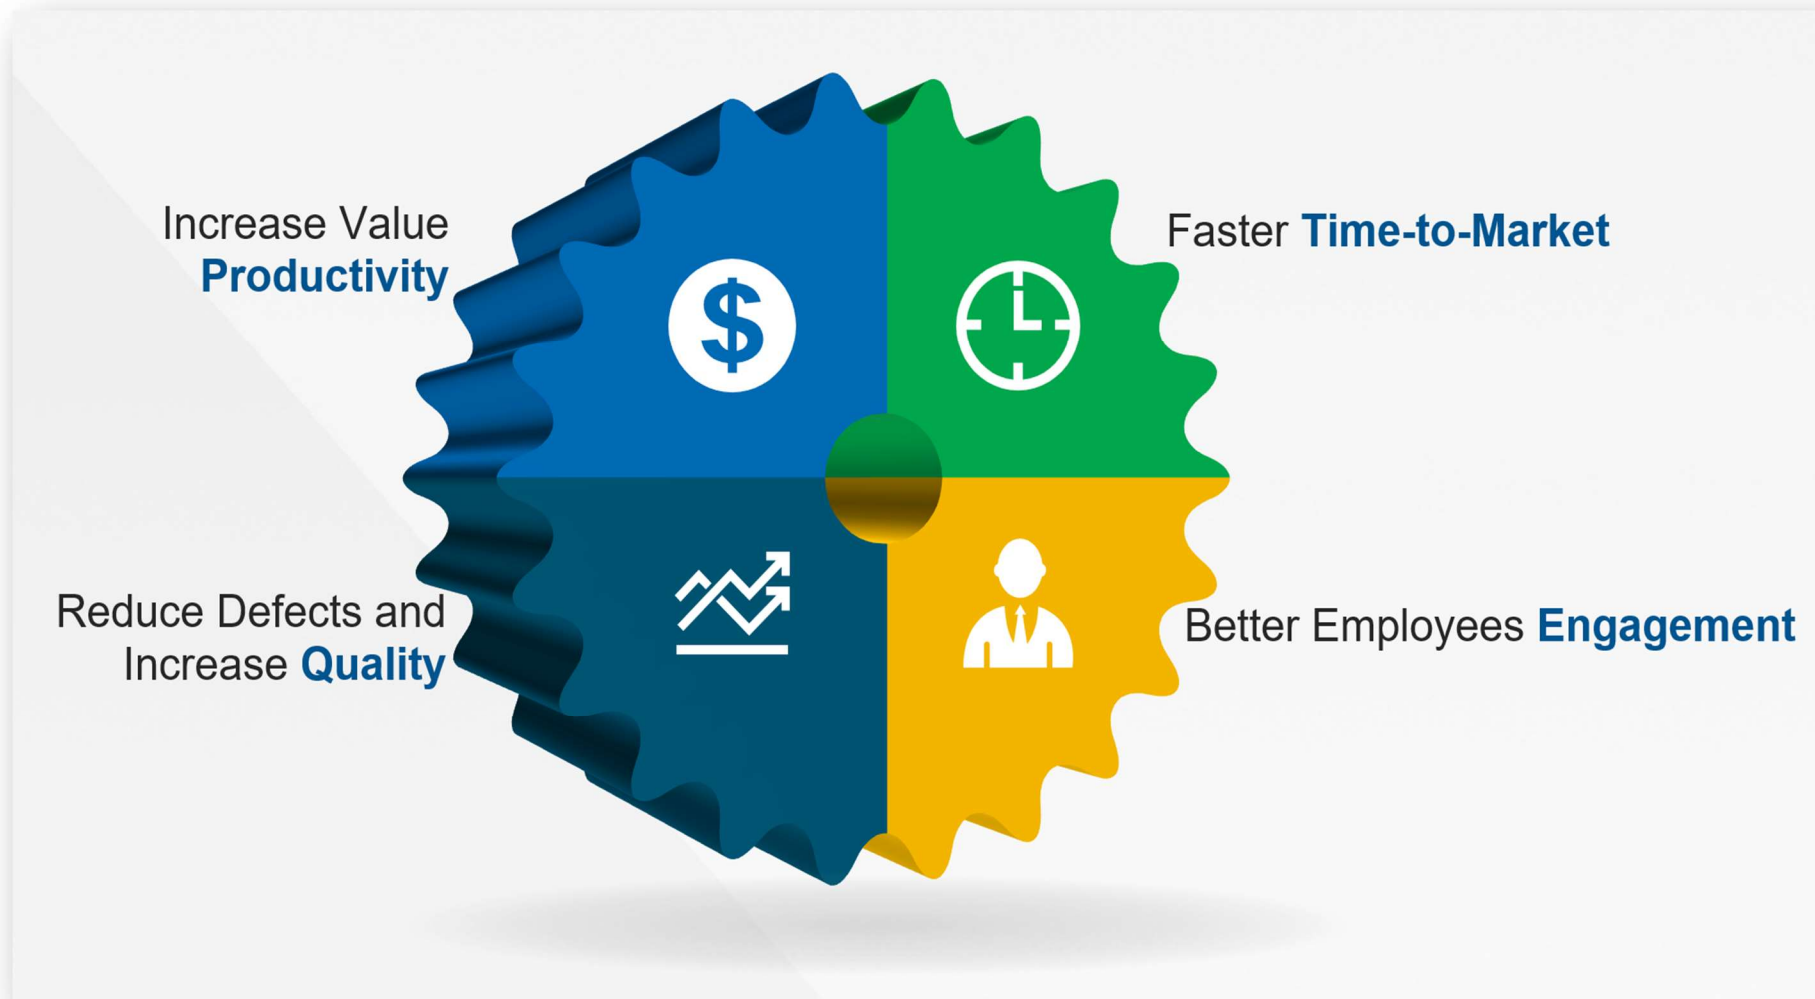 Increase Value
Productivity
Faster Time-to-Market
$
Reduce Defects and
Increase Quality
Better Employees Engagement